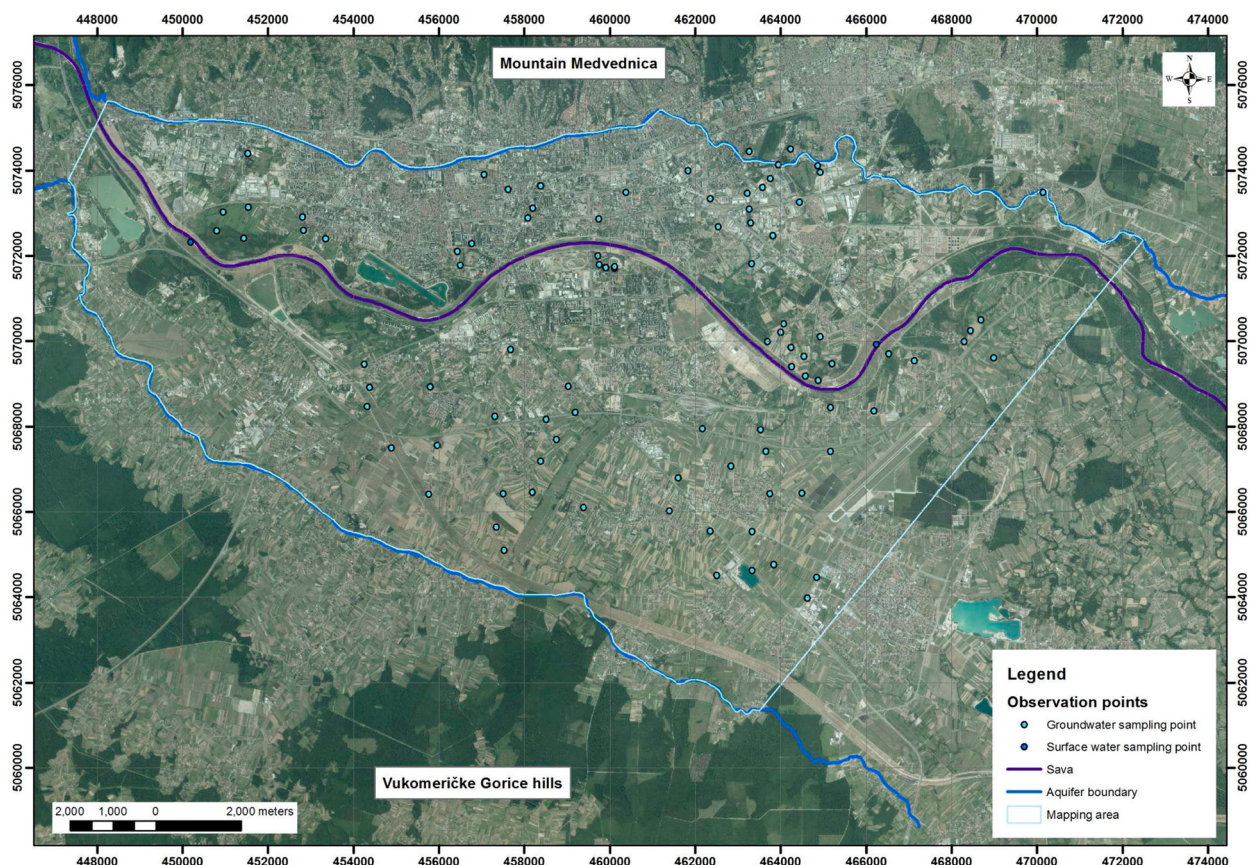 448000 450000 452000 454000 456000 458000 460000 462000 464000 466000 468000 470000 472000 474000
Mountain Medvednica
N
W E
S
5076000 5076000
5074000 5074000
5072000 5072000
5070000 5070000
5068000 5068000
5066000 5066000
5064000 5064000
5062000 5062000
5060000 5060000
Legend
Observation points
Groundwater sampling point
Surface water sampling point
Sava
Aquifer boundary
Mapping area
Vukomeričke Gorice hills
2,000 1,000 0 2,000 meters
448000 450000 452000 454000 456000 458000 460000 462000 464000 466000 468000 470000 472000 474000